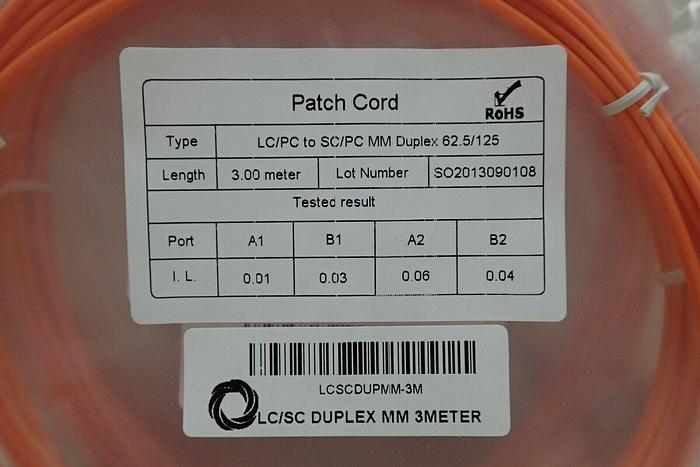 Patch Cord
RoHS
Type LC/PC to SC/PC MM Duplex 62.5/125
Length 3.00 meter Lot Number SO2013090108
Tested result
Port A1 B1 A2 B2
I. L. 0.01 0.03 0.06 0.04
LCSCDUPMM-3M
LC/SC DUPLEX MM 3METER